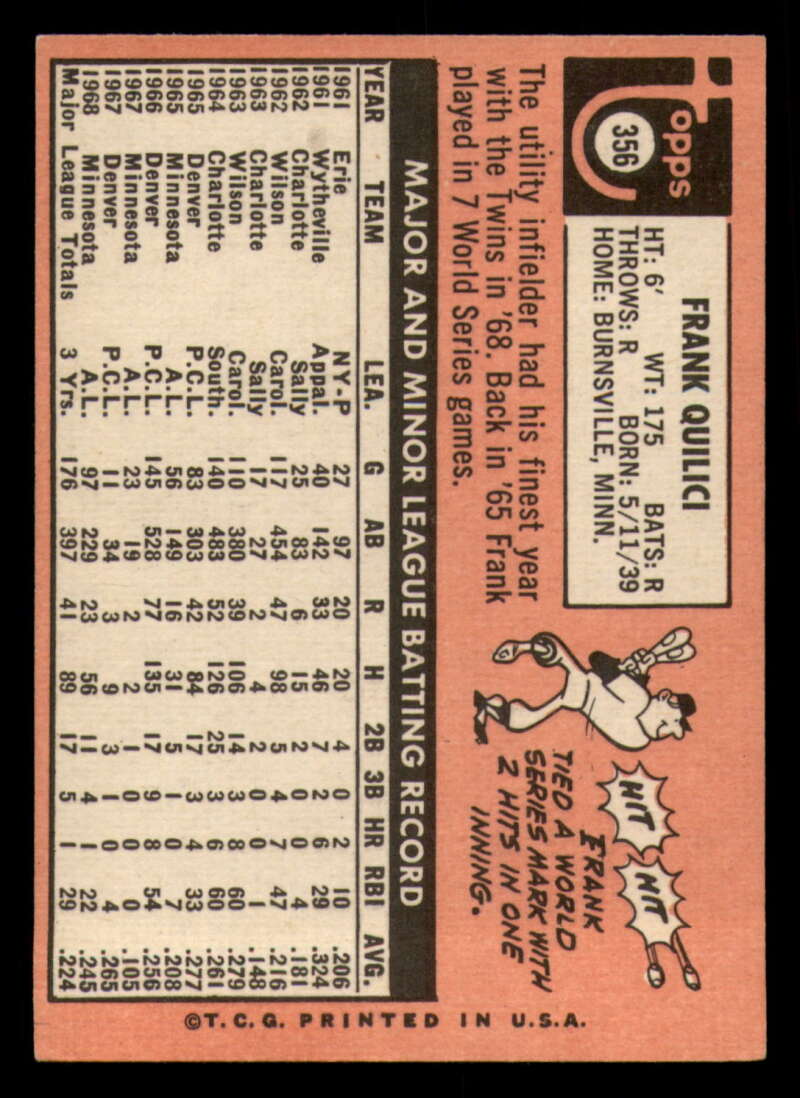 Topps
356
FRANK QUILICI
HT: 6' WT: 175 BATS: R
THROWS: R BORN: 5/11/39
HOME: BURNSVILLE, MINN.
The utility infielder had his finest year
with the Twins in '68. Back in '65 Frank
played in 7 World Series games.
HIT HIT
FRANK
TIED A WORLD
SERIES MARK WITH
2 HITS IN ONE
INNING.
MAJOR AND MINOR LEAGUE BATTING RECORD
YEAR TEAM LEA. G AB R H 2B 3B HR RBI AVG.
1961 Erie NY-P 27 97 20 20 4 0 2 10 .206
1961 Wytheville Appal. 40 142 33 46 7 2 6 29 .324
1962 Charlotte Sally 25 83 6 15 2 0 0 4 .181
1962 Wilson Carol. 117 454 47 98 5 4 7 47 .216
1963 Charlotte Sally 17 27 2 4 2 0 0 1 .148
1963 Wilson Carol. 110 380 39 106 14 3 8 60 .279
1964 Charlotte South. 140 483 52 126 25 3 6 60 .261
1965 Denver P.C.L. 83 303 42 84 17 3 4 33 .277
1965 Minnesota A.L. 56 149 16 31 5 1 0 7 .208
1966 Denver P.C.L. 145 528 77 135 17 9 8 54 .256
1967 Minnesota A.L. 23 19 2 2 1 0 0 0 .105
1967 Denver P.C.L. 11 34 3 9 3 1 0 4 .265
1968 Minnesota A.L. 97 229 23 56 11 4 1 22 .245
Major League Totals 3 Yrs. 176 397 41 89 17 5 1 29 .224
©T.C.G. PRINTED IN U.S.A.